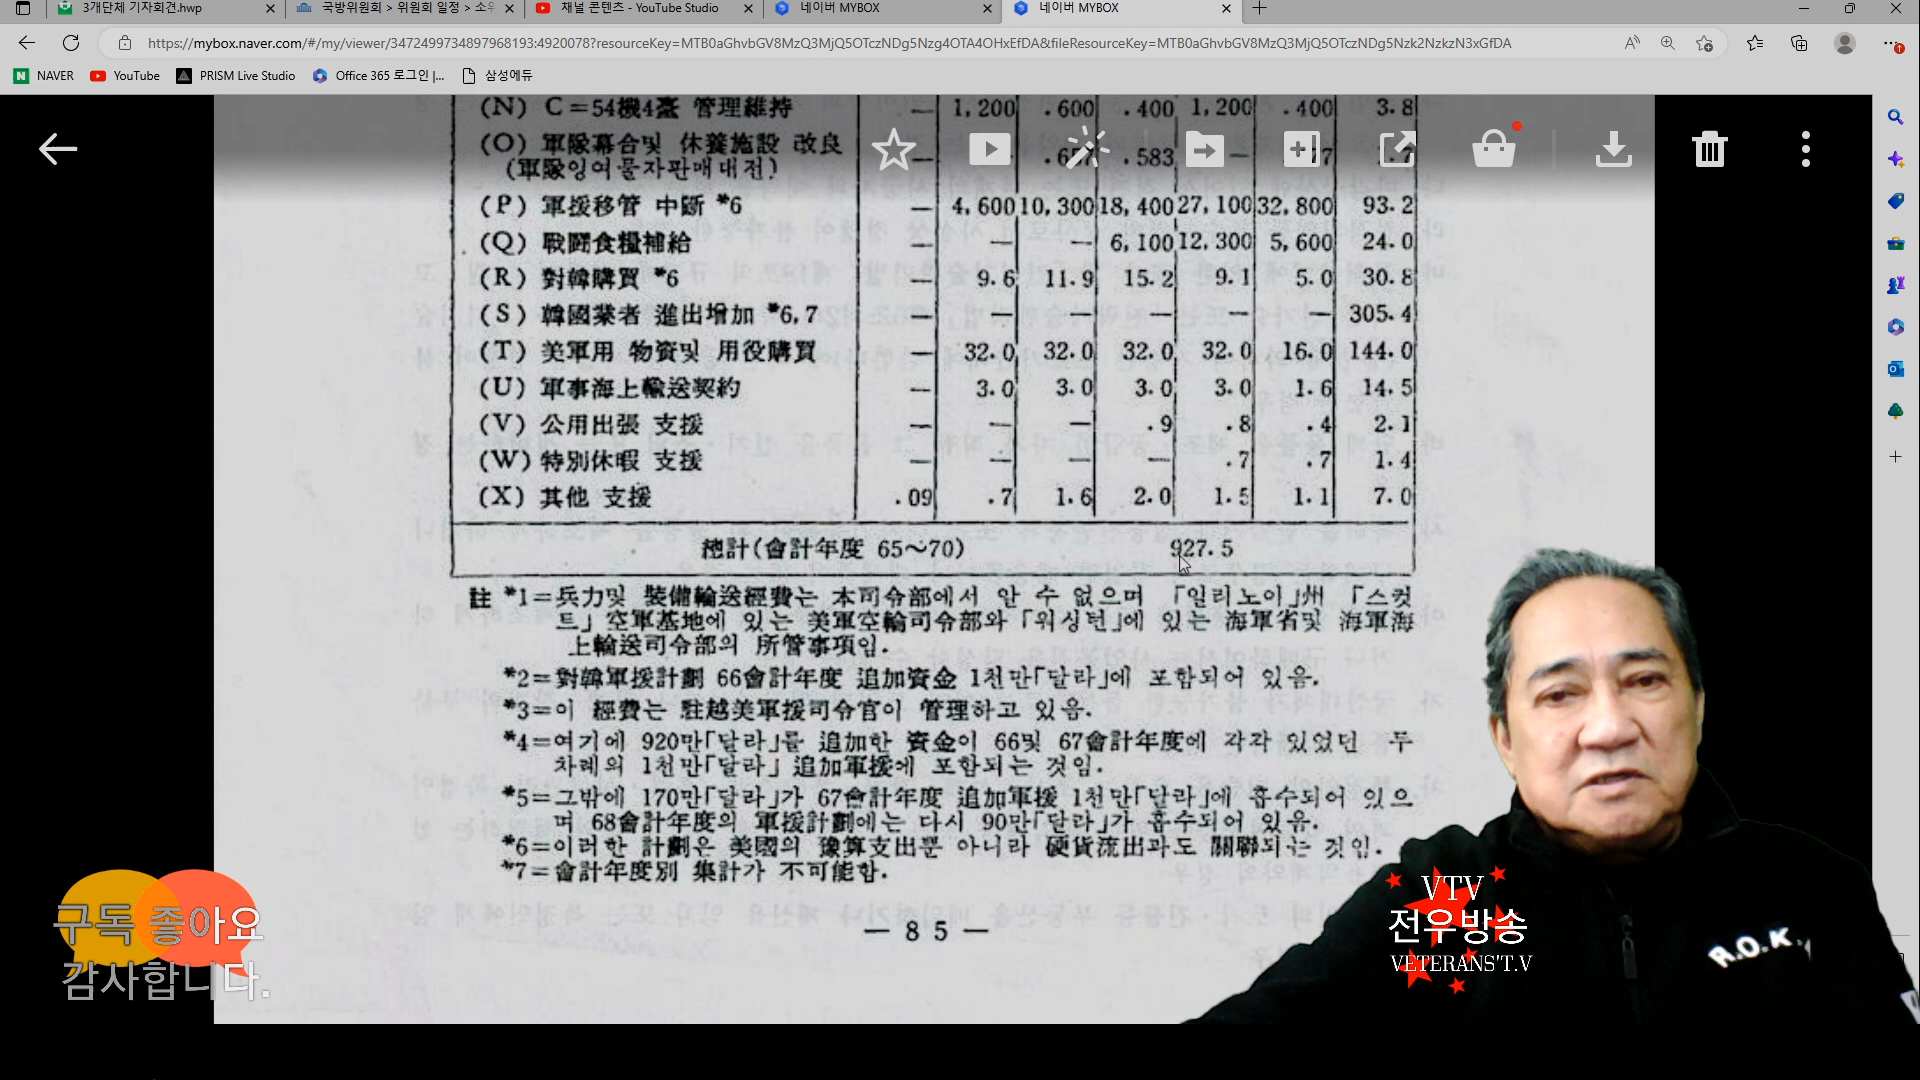 3개단체 기자회견.hwp
국방위원회 > 위원회 일정 > 소우
채널 콘텐츠 - YouTube Studio
네이버 MYBOX
네이버 MYBOX
https://mybox.naver.com/#/my/viewer/3472499734897968193:4920078?resourceKey=MTB0aGhvbGV8MzQ3MjQ5OTczNDg5Nzg4OTA4OHxEfDA&fileResourceKey=MTB0aGhvbGV8MzQ3MjQ5OTczNDg5Nzk2NzkzN3xGfDA
NAVER YouTube PRISM Live Studio Office 365 로그인 |... 삼성에듀
(N) C=54機4臺 管理維持 — 1,200 .600 .400 1,200 .400 3.8
(O) 軍隊幕舍및 休養施設 改良 — .657 .583 —
(軍隊잉여물자판매대전)
(P) 軍援移管 中斷 *6 — 4,600 10,300 18,400 27,100 32,800 93.2
(Q) 戰鬪食糧補給 — — — 6,100 12,300 5,600 24.0
(R) 對韓購買 *6 — 9.6 11.9 15.2 9.1 5.0 30.8
(S) 韓國業者 進出增加 *6,7 — — — — — — 305.4
(T) 美軍用 物資및 用役購買 — 32.0 32.0 32.0 32.0 16.0 144.0
(U) 軍事海上輸送契約 — 3.0 3.0 3.0 3.0 1.6 14.5
(V) 公用出張 支援 — — — .9 .8 .4 2.1
(W) 特別休暇 支援 — — — — .7 .7 1.4
(X) 其他 支援 .09 .7 1.6 2.0 1.5 1.1 7.0
總計(會計年度 65~70) 927.5
註 *1=兵力및 裝備輸送經費는 本司令部에서 알 수 없으며 「일리노이」州 「스컷
트」空軍基地에 있는 美軍空輸司令部와「워싱턴」에 있는 海軍省및 海軍海
上輸送司令部의 所管事項임.
*2=對韓軍援計劃 66會計年度 追加資金 1천만「달라」에 포함되어 있음.
*3=이 經費는 駐越美軍援司令官이 管理하고 있음.
*4=여기에 920만「달라」를 追加한 資金이 66및 67會計年度에 각각 있었던 두
차례의 1천만「달라」 追加軍援에 포함되는 것임.
*5=그밖에 170만「달라」가 67會計年度 追加軍援 1천만「달라」에 흡수되어 있으
며 68會計年度의 軍援計劃에는 다시 90만「달라」가 흡수되어 있음.
*6=이러한 計劃은 美國의 豫算支出뿐 아니라 硬貨流出과도 關聯되는 것임.
*7=會計年度別 集計가 不可能함.
— 85 —
구독 좋아요
감사합니다.
VTV
전우방송
VETERANS'T.V
R.O.K